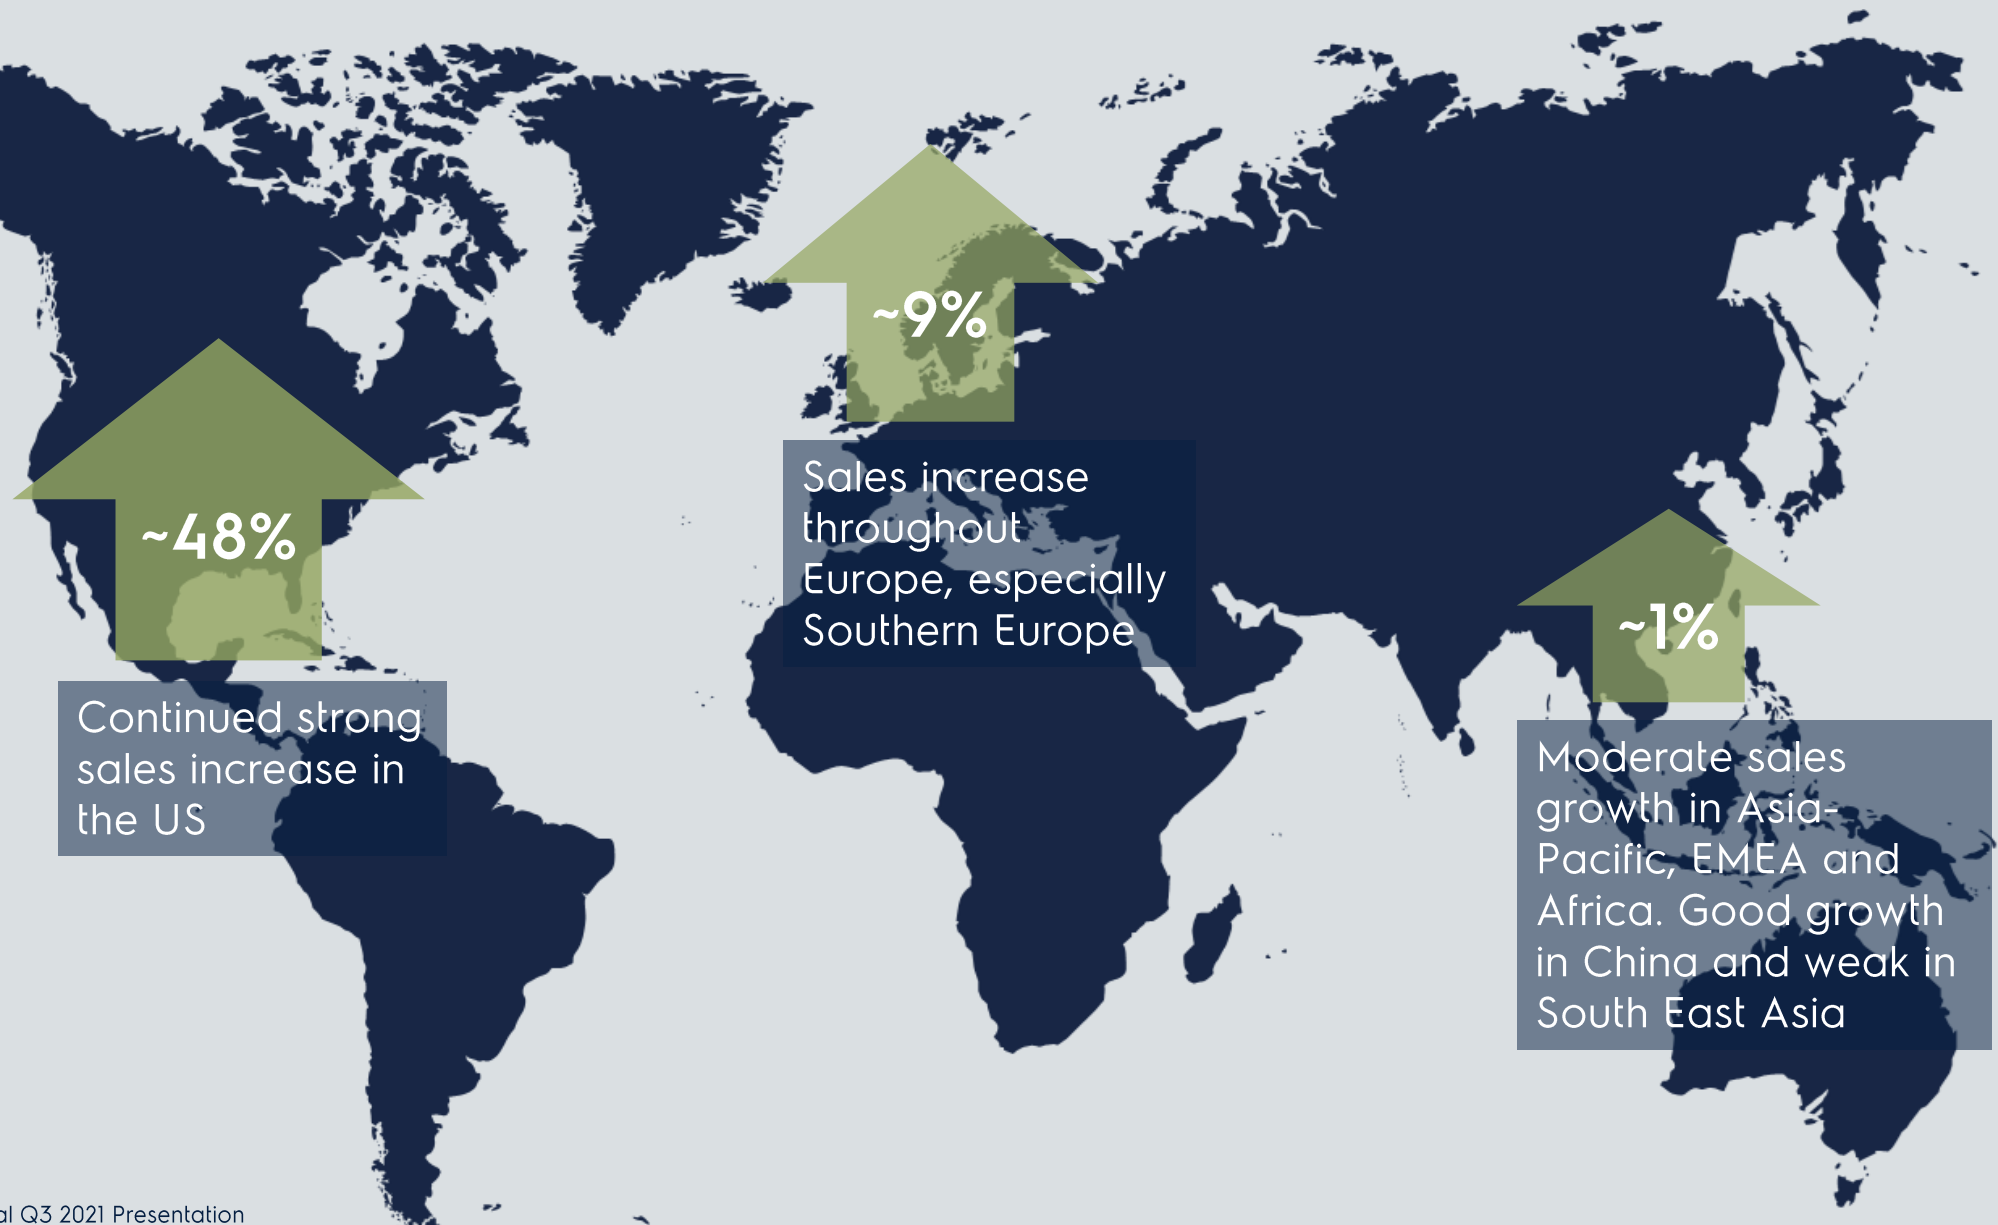 ~48%
Continued strong
sales increase in
the US
~9%
Sales increase
throughout
Europe, especially
Southern Europe
~1%
Moderate sales
growth in Asia-
Pacific, EMEA and
Africa. Good growth
in China and weak in
South East Asia
Q3 2021 Presentation